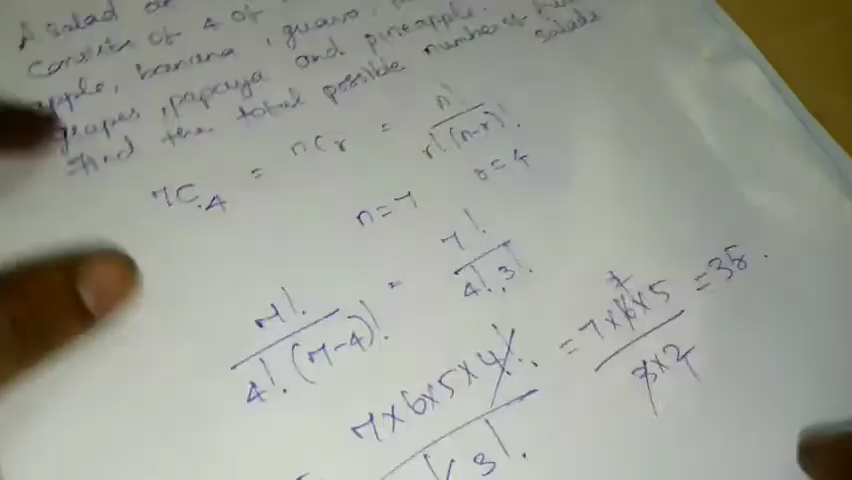 A salad
consists of 4 of
apple, banana, guava,
grapes, papaya and pineapple.
Find the total possible number of
salads
7C4 = nCr = n! / r!(n-r)!
n=7 r=4
7! / 4!.(7-4)! = 7! / 4!.3!
7×6×5×4! / 3! = 7×6×5 / 3×2 = 35.